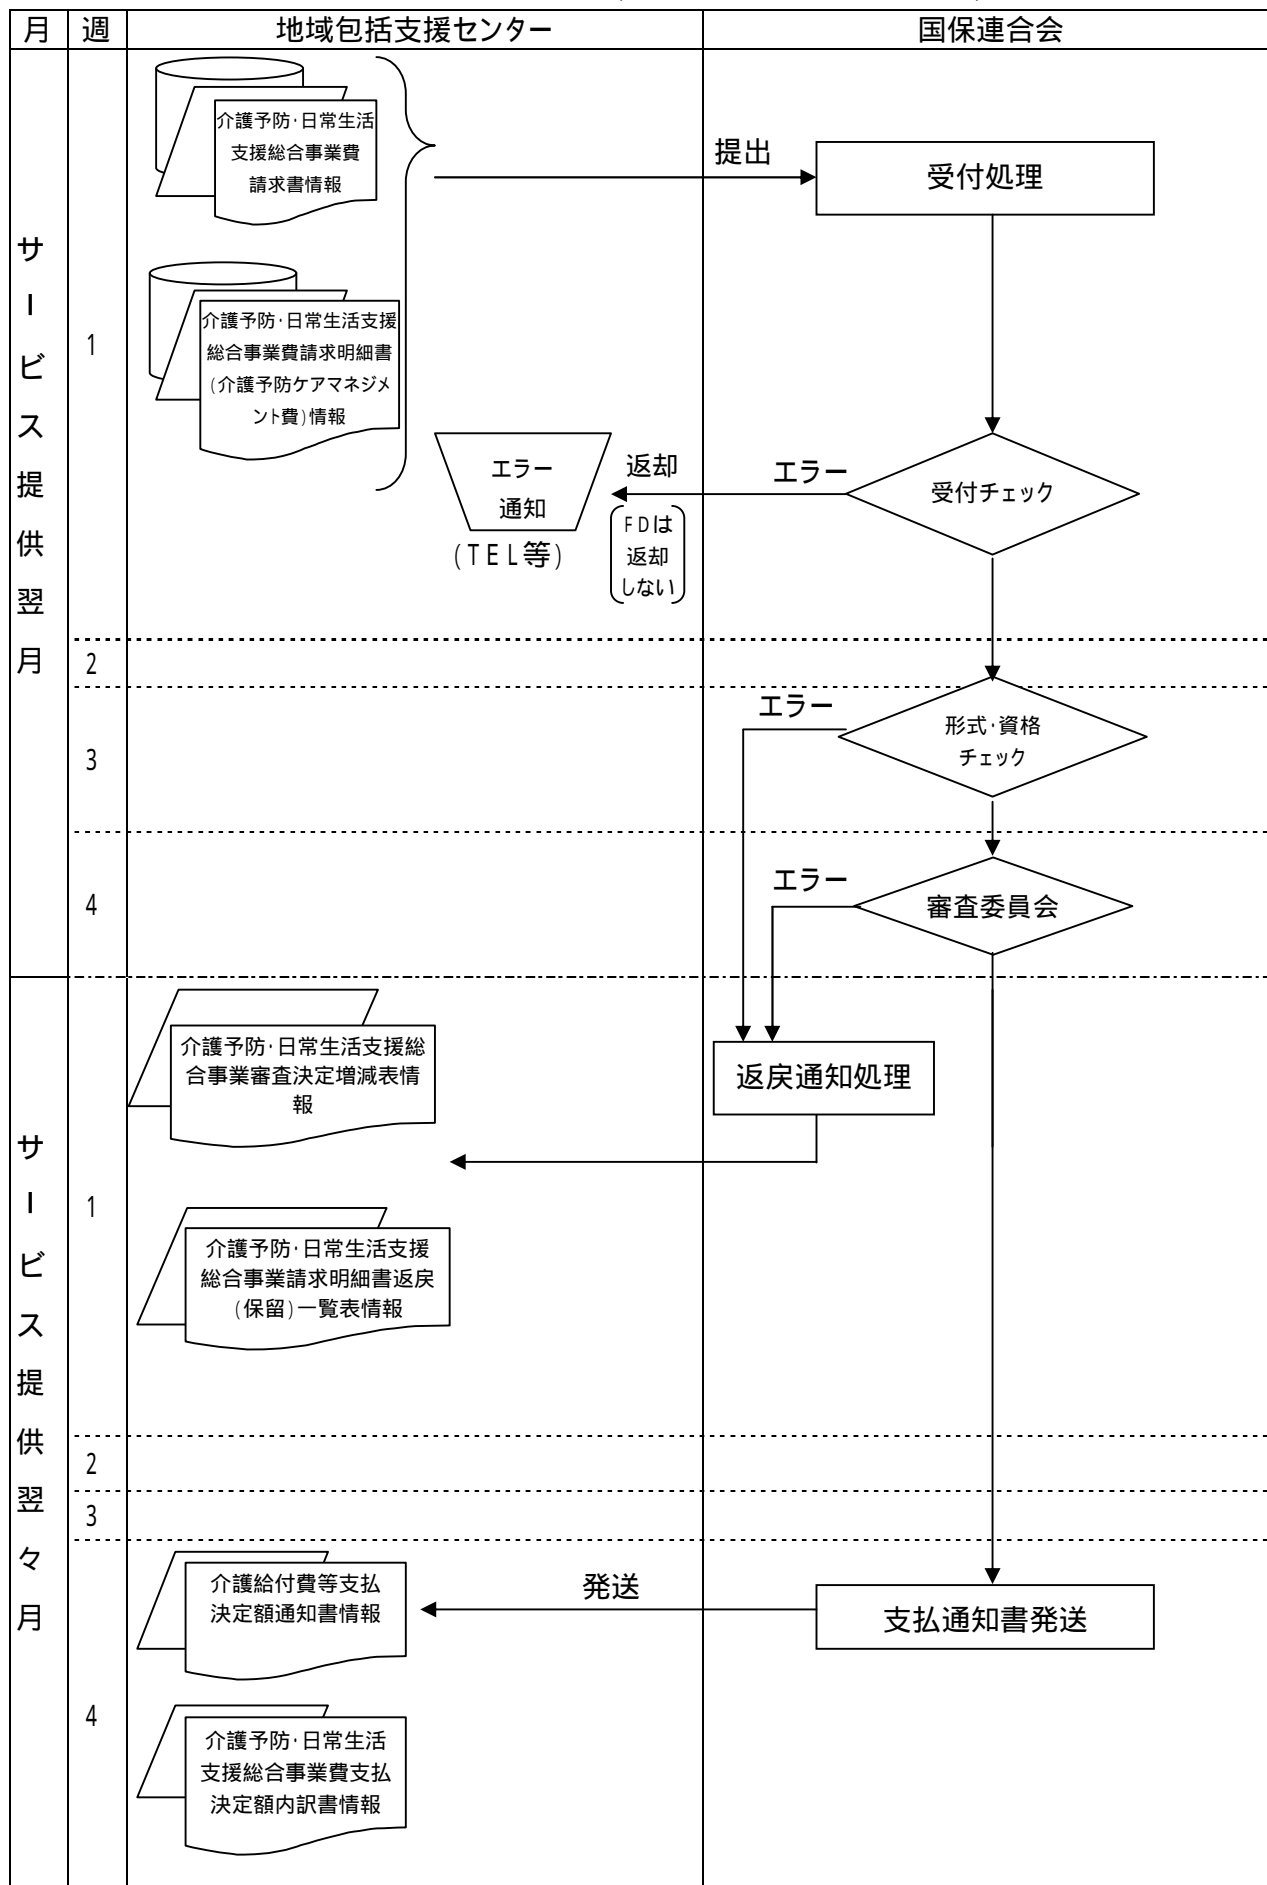 月 週 地域包括支援センター 国保連合会
サービス提供翌月
1
介護予防・日常生活
支援総合事業費
請求書情報
提出
受付処理
介護予防・日常生活支援
総合事業費請求明細書
(介護予防ケアマネジメ
ント費)情報
エラー
通知
(TEL等)
返却
FDは
返却
しない
エラー
受付チェック
2
3
エラー
形式・資格
チェック
4
エラー
審査委員会
サービス提供翌々月
1
介護予防・日常生活支援総
合事業審査決定増減表情
報
返戻通知処理
介護予防・日常生活支援
総合事業請求明細書返戻
(保留)一覧表情報
2
3
4
介護給付費等支払
決定額通知書情報
発送
支払通知書発送
介護予防・日常生活
支援総合事業費支払
決定額内訳書情報